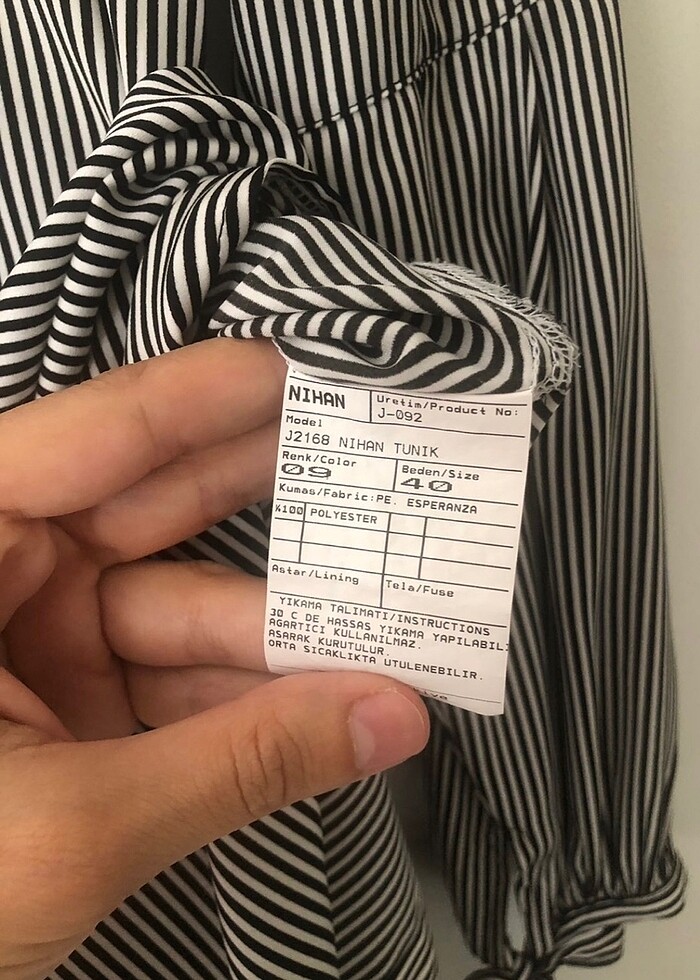 NIHAN
Uretim/Product No:
J-092
Model
J2168 NIHAN TUNIK
Renk/Color
09
Beden/Size
40
Kumas/Fabric:PE. ESPERANZA
%100 POLYESTER
Astar/Lining
Tela/Fuse
YIKAMA TALIMATI/INSTRUCTIONS
30 C DE HASSAS YIKAMA YAPILABILI
AGARTICI KULLANILMAZ.
ASARAK KURUTULUR.
ORTA SICAKLIKTA UTULENEBILIR.